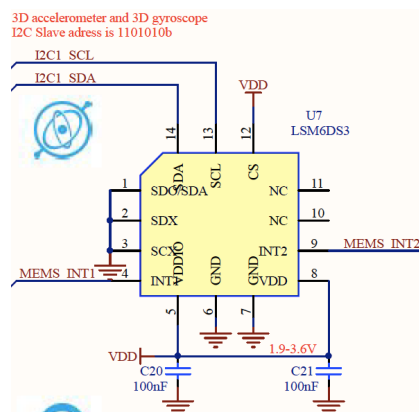 3D accelerometer and 3D gyroscope
I2C Slave adress is 1101010b
I2C1_SCL
I2C1_SDA
VDD
U7
LSM6DS3
14
13
12
SDA
SCL
CS
1
SDO/SDA
NC
11
2
SDX
NC
10
3
SCX
INT2
9
MEMS_INT2
MEMS_INT1
4
INT1
VDDIO
GND
GND
VDD
8
5
6
7
1.9-3.6V
VDD
C20
100nF
C21
100nF